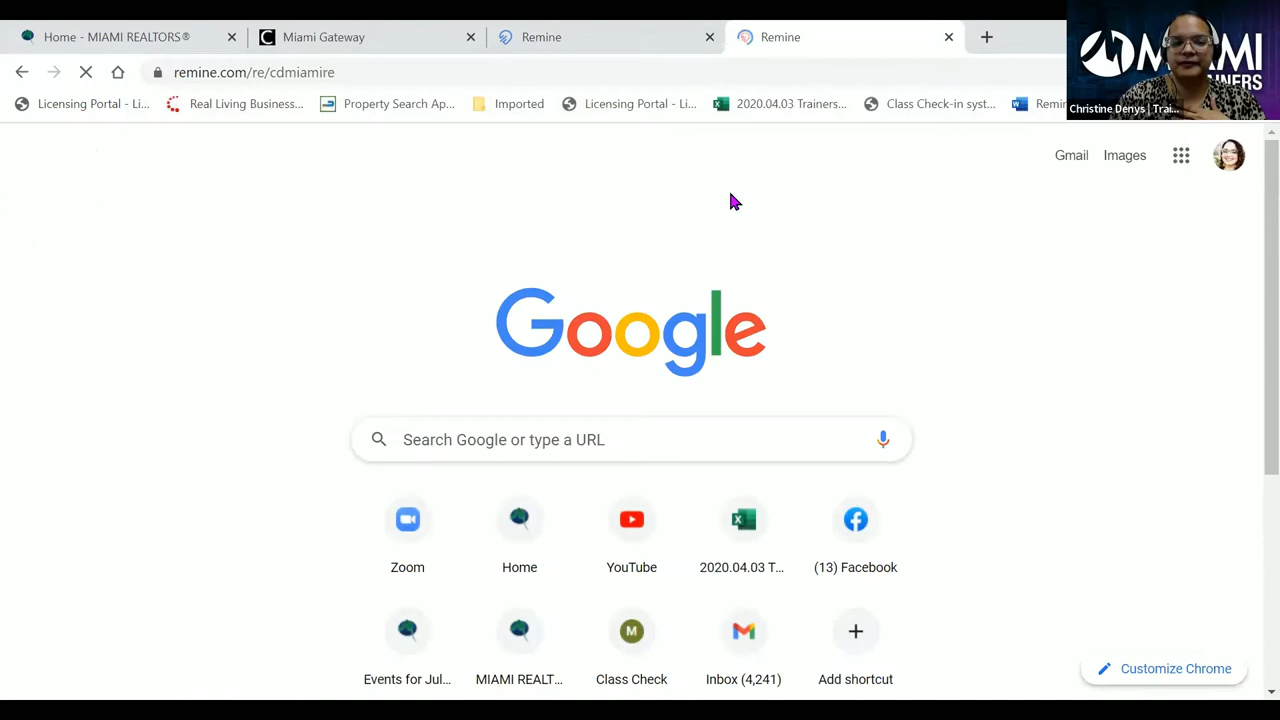 Home - MIAMI REALTORS®
Miami Gateway
Remine
Remine
remine.com/re/cdmiamire
Licensing Portal - Li...
Real Living Business...
Property Search Ap...
Imported
Licensing Portal - Li...
2020.04.03 Trainers...
Class Check-in syst...
MIAMI
Christine Denys | Trai...
Gmail
Images
Google
Search Google or type a URL
Zoom
Home
YouTube
2020.04.03 T...
(13) Facebook
M
Events for Jul...
MIAMI REALT...
Class Check
Inbox (4,241)
Add shortcut
Customize Chrome